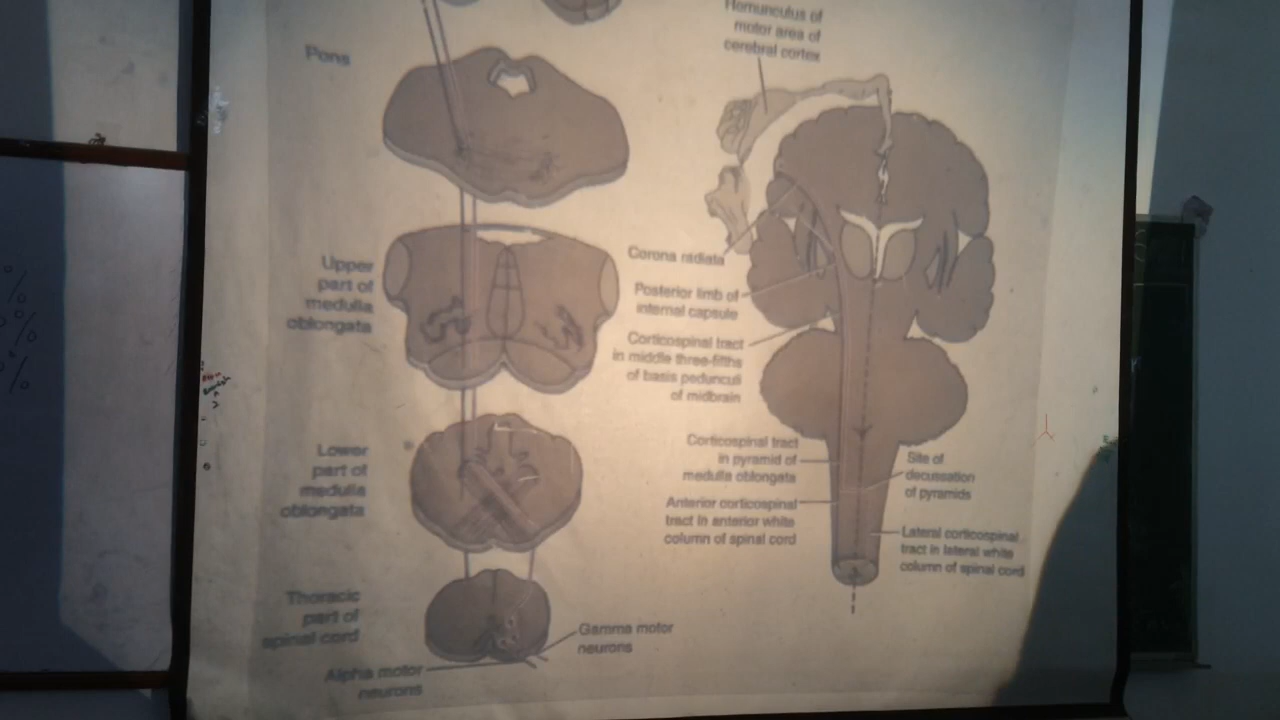 Homunculus of
motor area of
cerebral cortex
Pons
Upper
part of
medulla
oblongata
Corona radiata
Posterior limb of
internal capsule
Corticospinal tract
in middle three-fifths
of basis pedunculi
of midbrain
Lower
part of
medulla
oblongata
Corticospinal tract
in pyramid of
medulla oblongata
Site of
decussation
of pyramids
Anterior corticospinal
tract in anterior white
column of spinal cord
Lateral corticospinal
tract in lateral white
column of spinal cord
Thoracic
part of
spinal cord
Gamma motor
neurons
Alpha motor
neurons